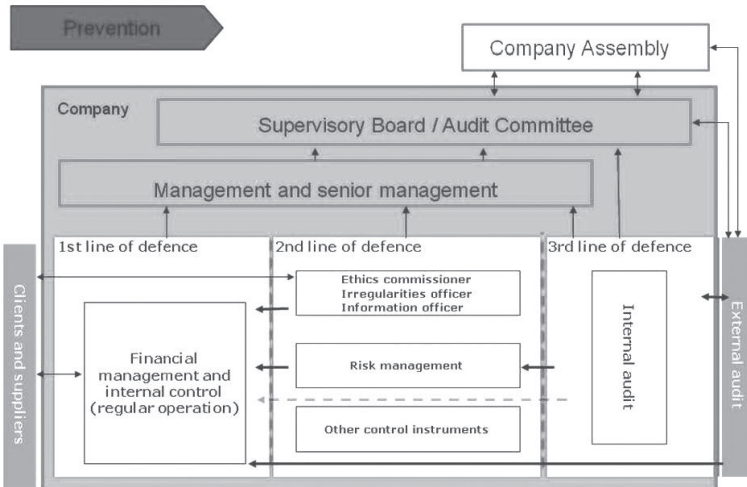 Prevention
Company Assembly
Company
Supervisory Board / Audit Committee
Management and senior management
1st line of defence
2nd line of defence
3rd line of defence
Clients and suppliers
Financial
management and
internal control
(regular operation)
Ethics commissioner
Irregularities officer
Information officer
Risk management
Other control instruments
Internal audit
External audit